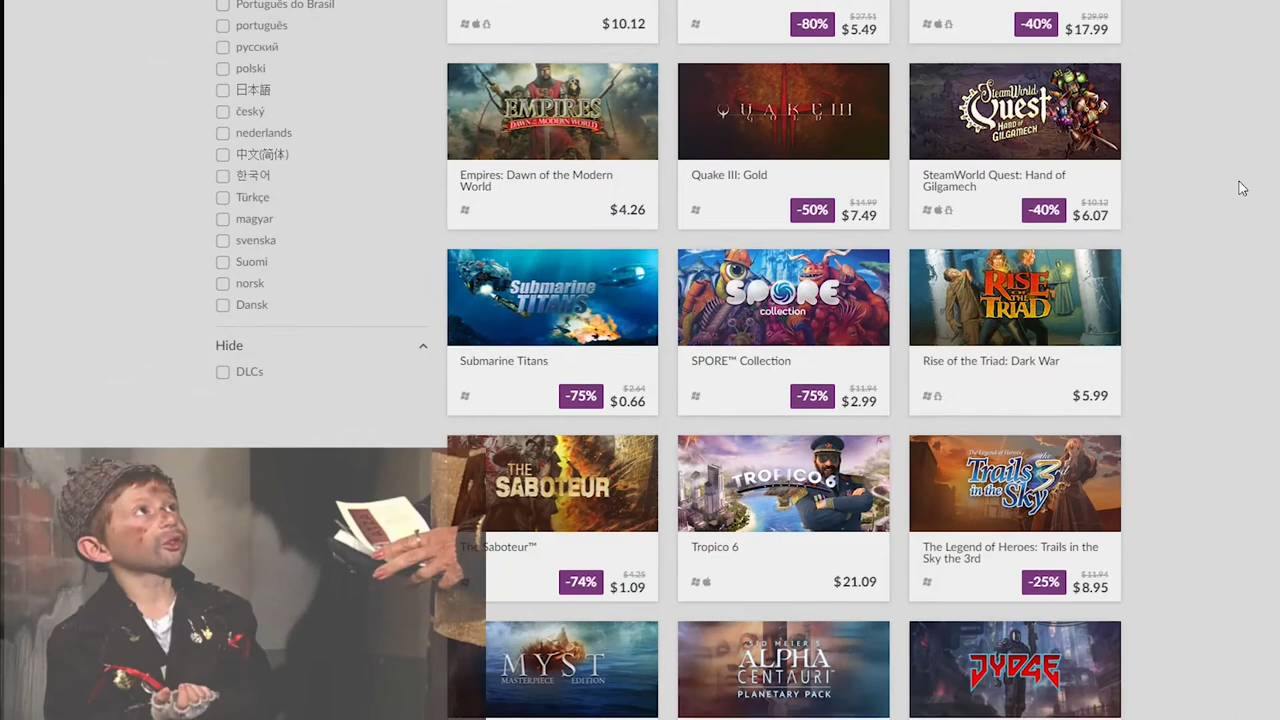 Português do Brasil
português
русский
polski
日本語
český
nederlands
中文(简体)
한국어
Türkçe
magyar
svenska
Suomi
norsk
Dansk
Hide
DLCs
$ 10.12
-80%
$27.51
$ 5.49
-40%
$29.99
$ 17.99
EMPIRES
DAWN OF THE MODERN WORLD
Empires: Dawn of the Modern
World
$ 4.26
QUAKE III
GOLD
Quake III: Gold
-50%
$14.99
$ 7.49
SteamWorld
Quest
HAND OF
GILGAMECH
SteamWorld Quest: Hand of
Gilgamech
-40%
$10.12
$ 6.07
Submarine
TITANS
Submarine Titans
-75%
$2.64
$ 0.66
SPORE
collection
SPORE™ Collection
-75%
$11.94
$ 2.99
RISE
OF THE
TRIAD
Rise of the Triad: Dark War
$ 5.99
THE
SABOTEUR
The Saboteur™
-74%
$4.25
$ 1.09
TROPICO 6
Tropico 6
$ 21.09
The Legend of Heroes
Trails
in the
Sky
the
3rd
The Legend of Heroes: Trails in the
Sky the 3rd
-25%
$11.94
$ 8.95
MYST
MASTERPIECE EDITION
SID MEIER'S
ALPHA
CENTAURI
PLANETARY PACK
JYDGE